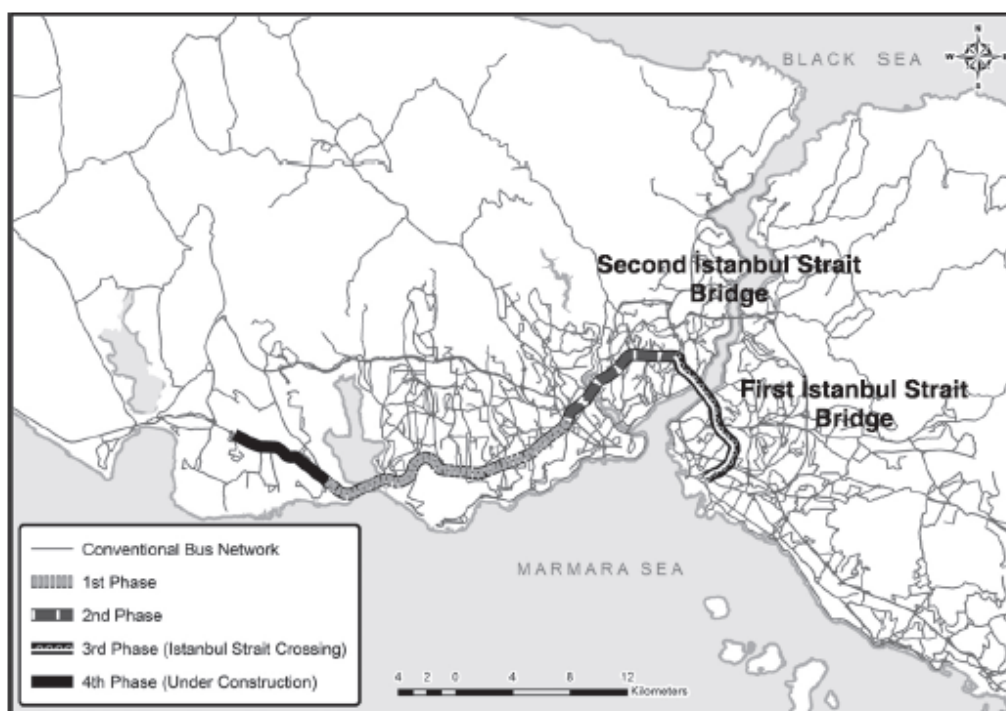 BLACK SEA
N
W
E
S
Second İstanbul Strait
Bridge
First İstanbul Strait
Bridge
MARMARA SEA
Conventional Bus Network
1st Phase
2nd Phase
3rd Phase (Istanbul Strait Crossing)
4th Phase (Under Construction)
4 2 0 4 8 12
Kilometers